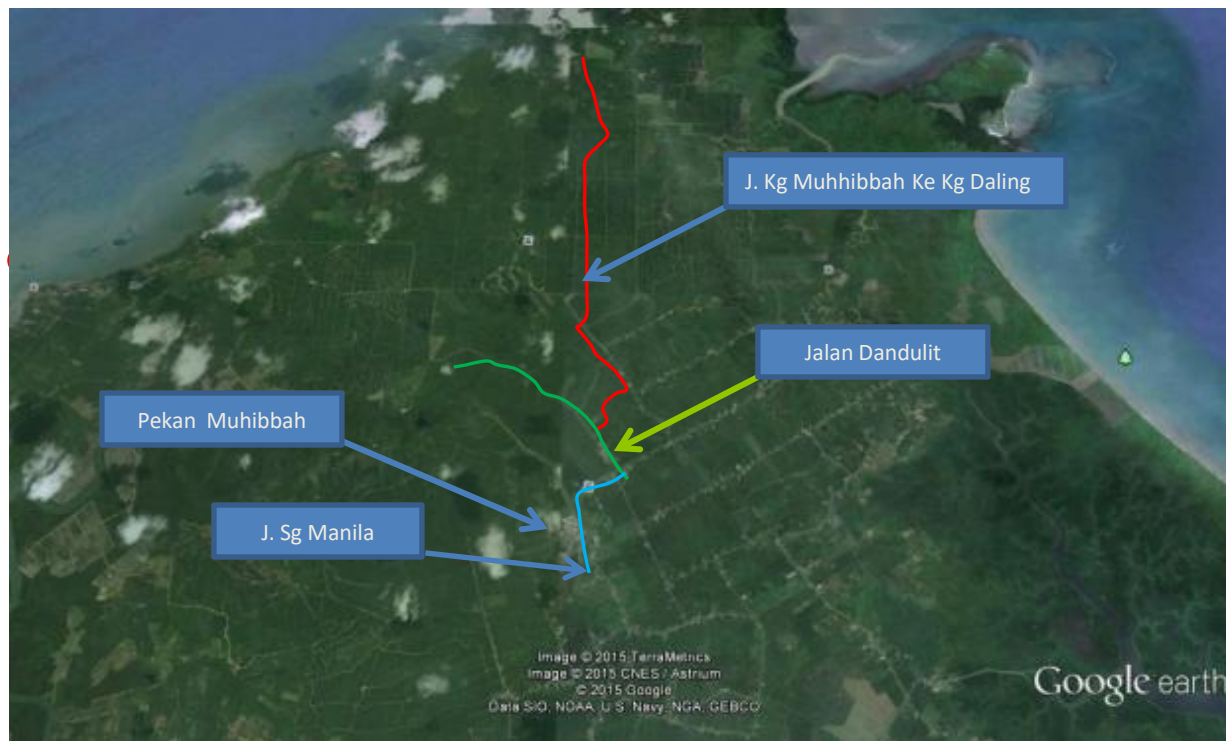 J. Kg Muhhibbah Ke Kg Daling
Jalan Dandulit
Pekan Muhibbah
J. Sg Manila
Image © 2015 TerraMetrics
Image © 2015 CNES / Astrium
© 2015 Google
Data SIO, NOAA, U.S. Navy, NGA, GEBCO
Google earth